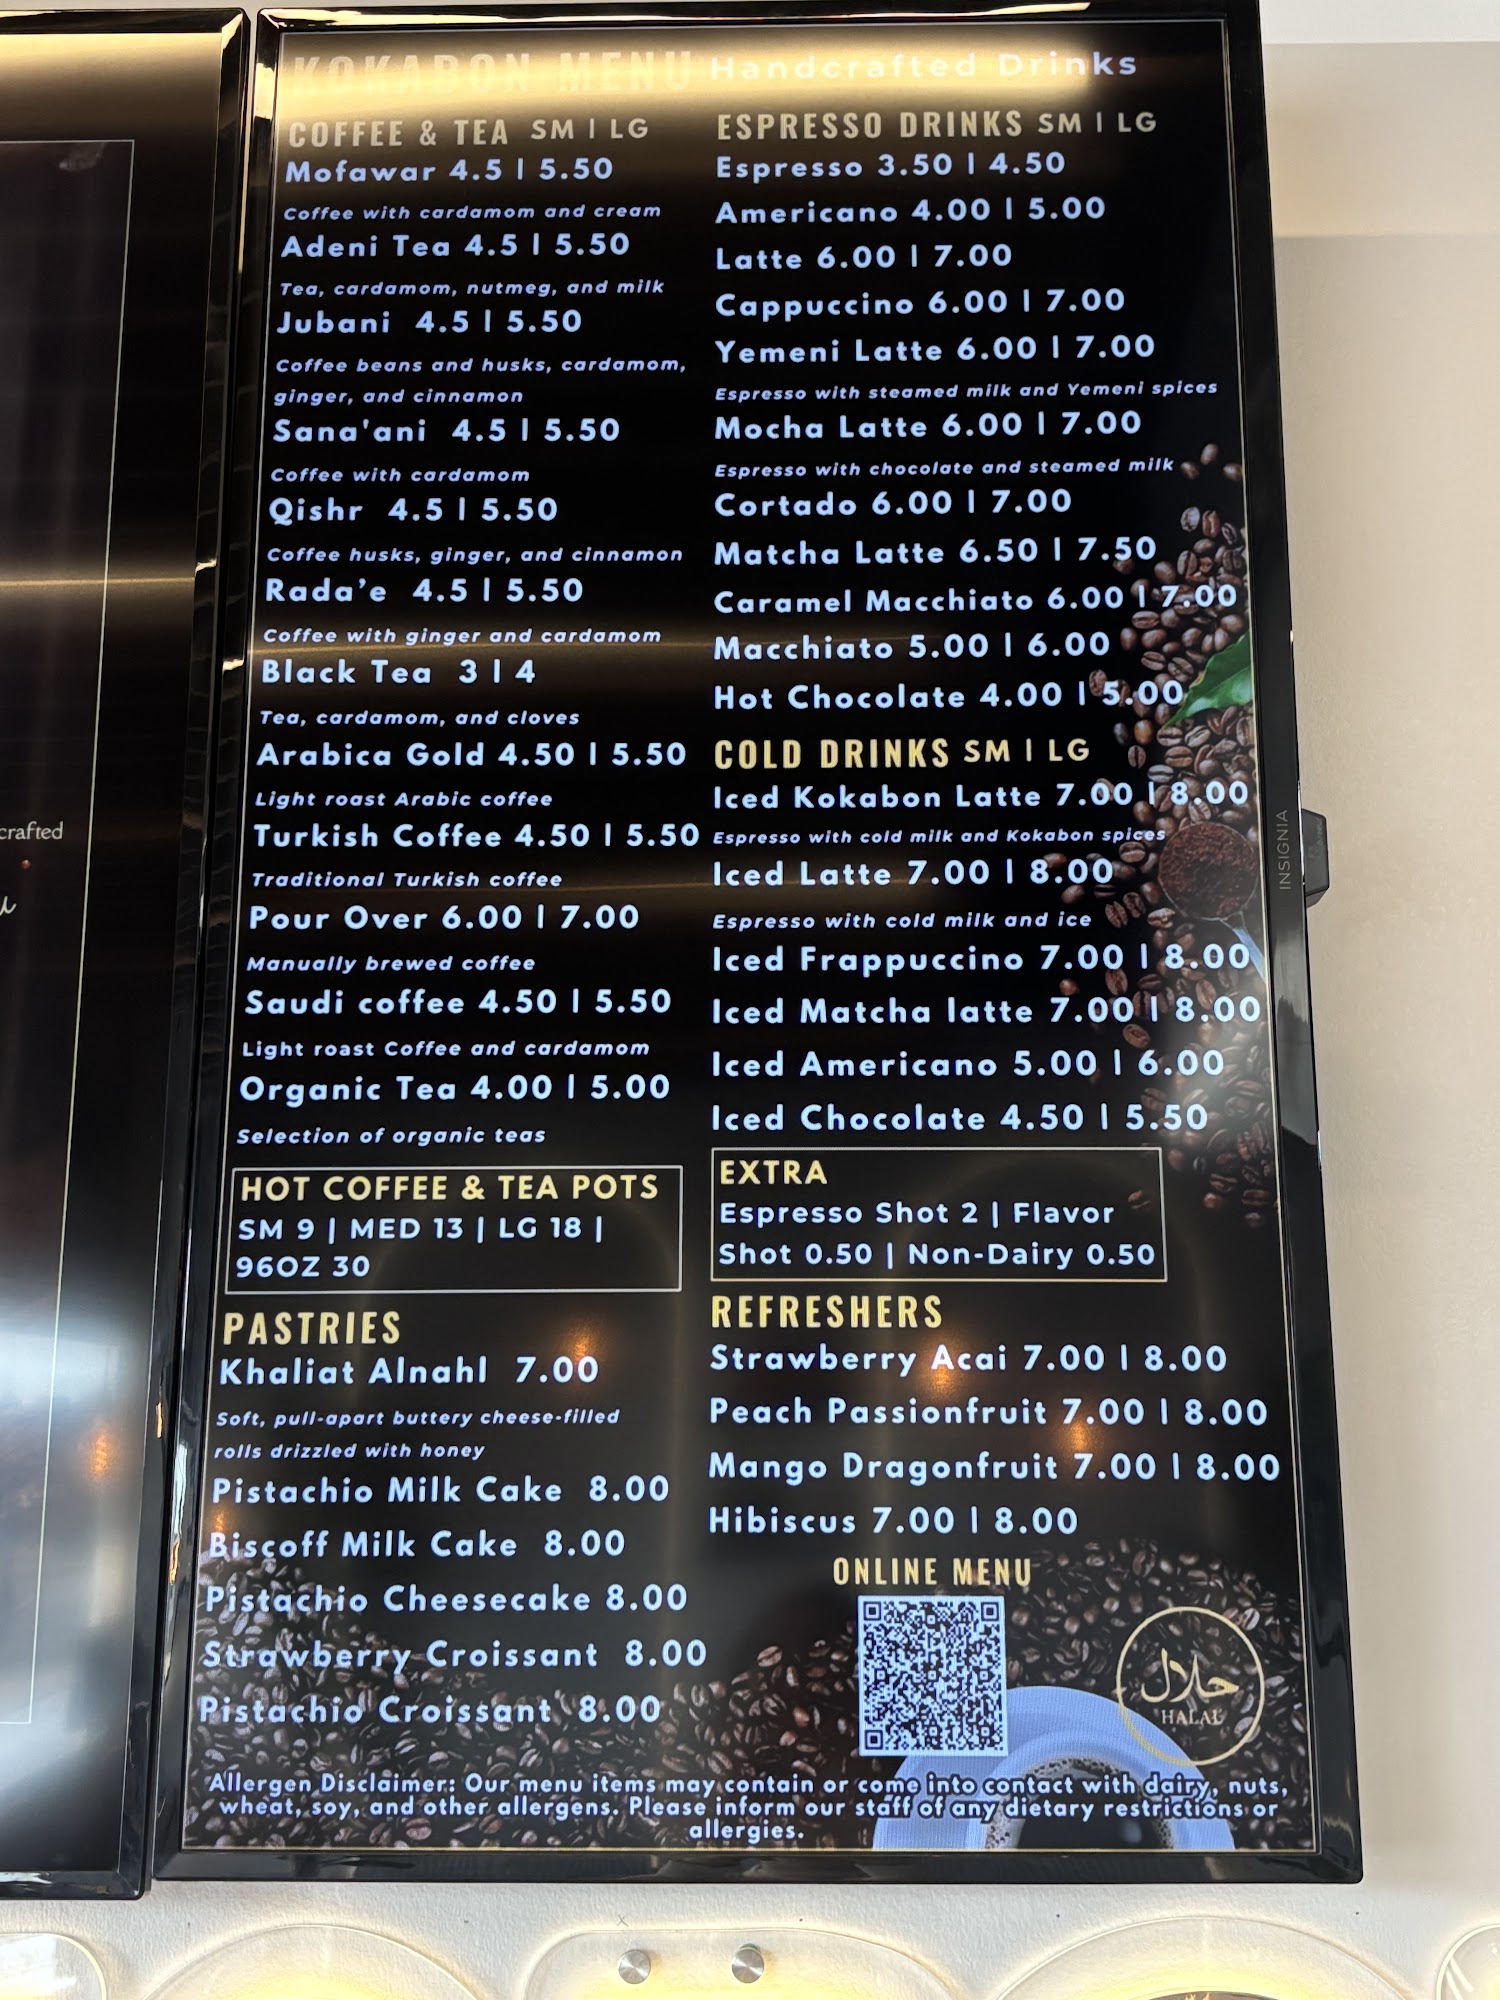 crafted
KOKABON MENU Handcrafted Drinks
COFFEE & TEA SM | LG
Mofawar 4.5 | 5.50
Coffee with cardamom and cream
Adeni Tea 4.5 | 5.50
Tea, cardamom, nutmeg, and milk
Jubani 4.5 | 5.50
Coffee beans and husks, cardamom,
ginger, and cinnamon
Sana'ani 4.5 | 5.50
Coffee with cardamom
Qishr 4.5 | 5.50
Coffee husks, ginger, and cinnamon
Rada'e 4.5 | 5.50
Coffee with ginger and cardamom
Black Tea 3 | 4
Tea, cardamom, and cloves
Arabica Gold 4.50 | 5.50
Light roast Arabic coffee
Turkish Coffee 4.50 | 5.50
Traditional Turkish coffee
Pour Over 6.00 | 7.00
Manually brewed coffee
Saudi coffee 4.50 | 5.50
Light roast Coffee and cardamom
Organic Tea 4.00 | 5.00
Selection of organic teas
HOT COFFEE & TEA POTS
SM 9 | MED 13 | LG 18 |
96OZ 30
PASTRIES
Khaliat Alnahl 7.00
Soft, pull-apart buttery cheese-filled
rolls drizzled with honey
Pistachio Milk Cake 8.00
Biscoff Milk Cake 8.00
Pistachio Cheesecake 8.00
Strawberry Croissant 8.00
Pistachio Croissant 8.00
ESPRESSO DRINKS SM | LG
Espresso 3.50 | 4.50
Americano 4.00 | 5.00
Latte 6.00 | 7.00
Cappuccino 6.00 | 7.00
Yemeni Latte 6.00 | 7.00
Espresso with steamed milk and Yemeni spices
Mocha Latte 6.00 | 7.00
Espresso with chocolate and steamed milk
Cortado 6.00 | 7.00
Matcha Latte 6.50 | 7.50
Caramel Macchiato 6.00 | 7.00
Macchiato 5.00 | 6.00
Hot Chocolate 4.00 | 5.00
COLD DRINKS SM | LG
Iced Kokabon Latte 7.00 | 8.00
Espresso with cold milk and Kokabon spices
Iced Latte 7.00 | 8.00
Espresso with cold milk and ice
Iced Frappuccino 7.00 | 8.00
Iced Matcha latte 7.00 | 8.00
Iced Americano 5.00 | 6.00
Iced Chocolate 4.50 | 5.50
EXTRA
Espresso Shot 2 | Flavor
Shot 0.50 | Non-Dairy 0.50
REFRESHERS
Strawberry Acai 7.00 | 8.00
Peach Passionfruit 7.00 | 8.00
Mango Dragonfruit 7.00 | 8.00
Hibiscus 7.00 | 8.00
ONLINE MENU
حلال
HALAL
Allergen Disclaimer: Our menu items may contain or come into contact with dairy, nuts,
wheat, soy, and other allergens. Please inform our staff of any dietary restrictions or
allergies.
INSIGNIA